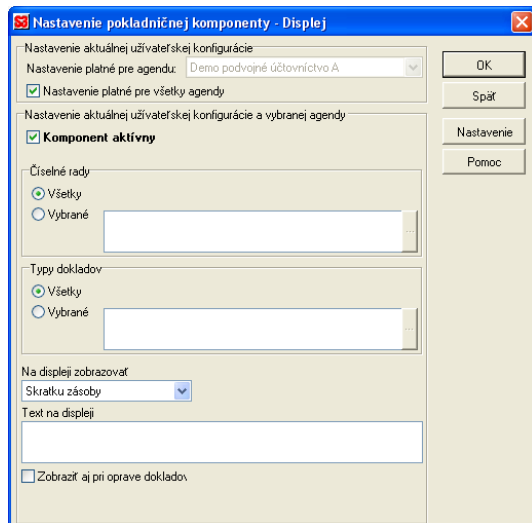 Nastavenie pokladničnej komponenty - Displej
Nastavenie aktuálnej užívateľskej konfigurácie
Nastavenie platné pre agendu: Demo podvojné účtovníctvo A
Nastavenie platné pre všetky agendy
Nastavenie aktuálnej užívateľskej konfigurácie a vybranej agendy
Komponent aktívny
Číselné rady
Všetky
Vybrané
...
Typy dokladov
Všetky
Vybrané
...
Na displeji zobrazovať
Skratku zásoby
Text na displeji
Zobraziť aj pri oprave dokladov
OK
Späť
Nastavenie
Pomoc